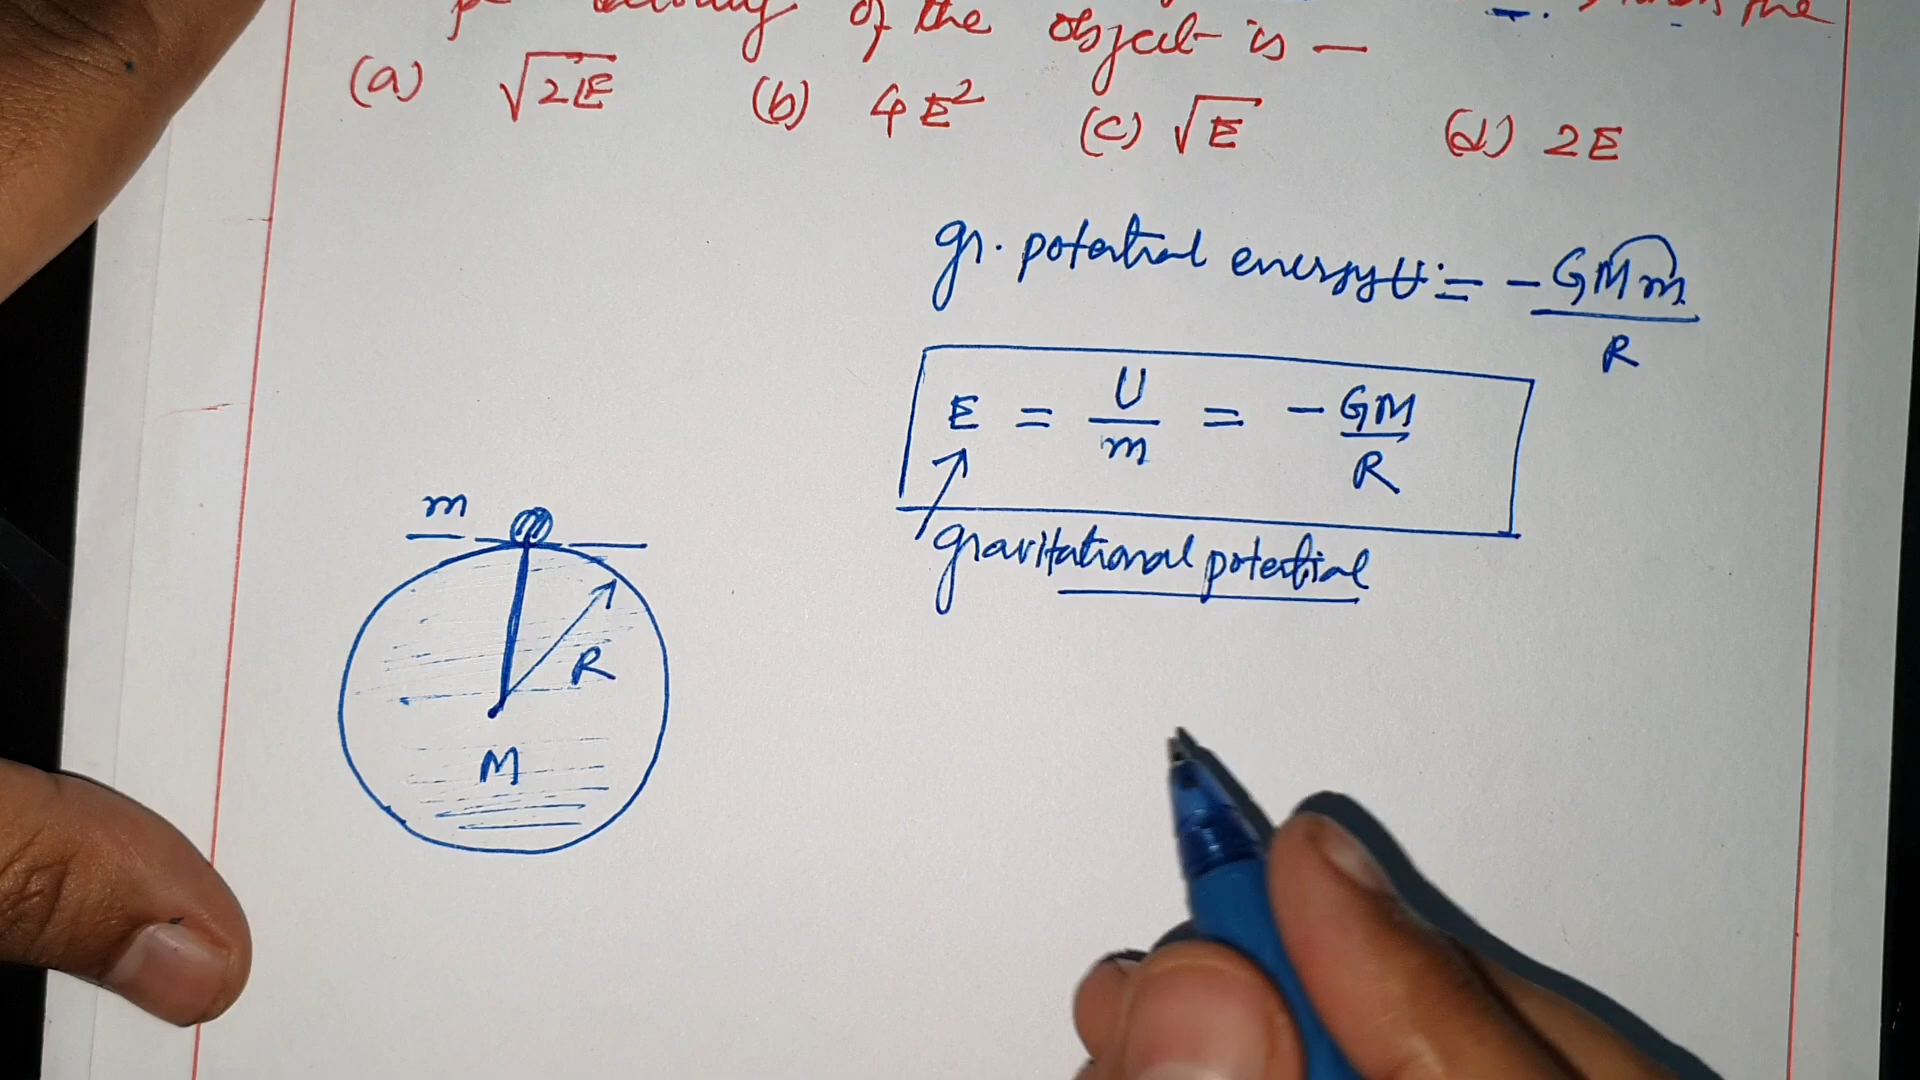 of the object is —
(a) √2E (b) 4E² (c) √E (d) 2E
gr. potential energy U = - GMm / R
E = U / m = - GM / R
gravitational potential
m
R
M